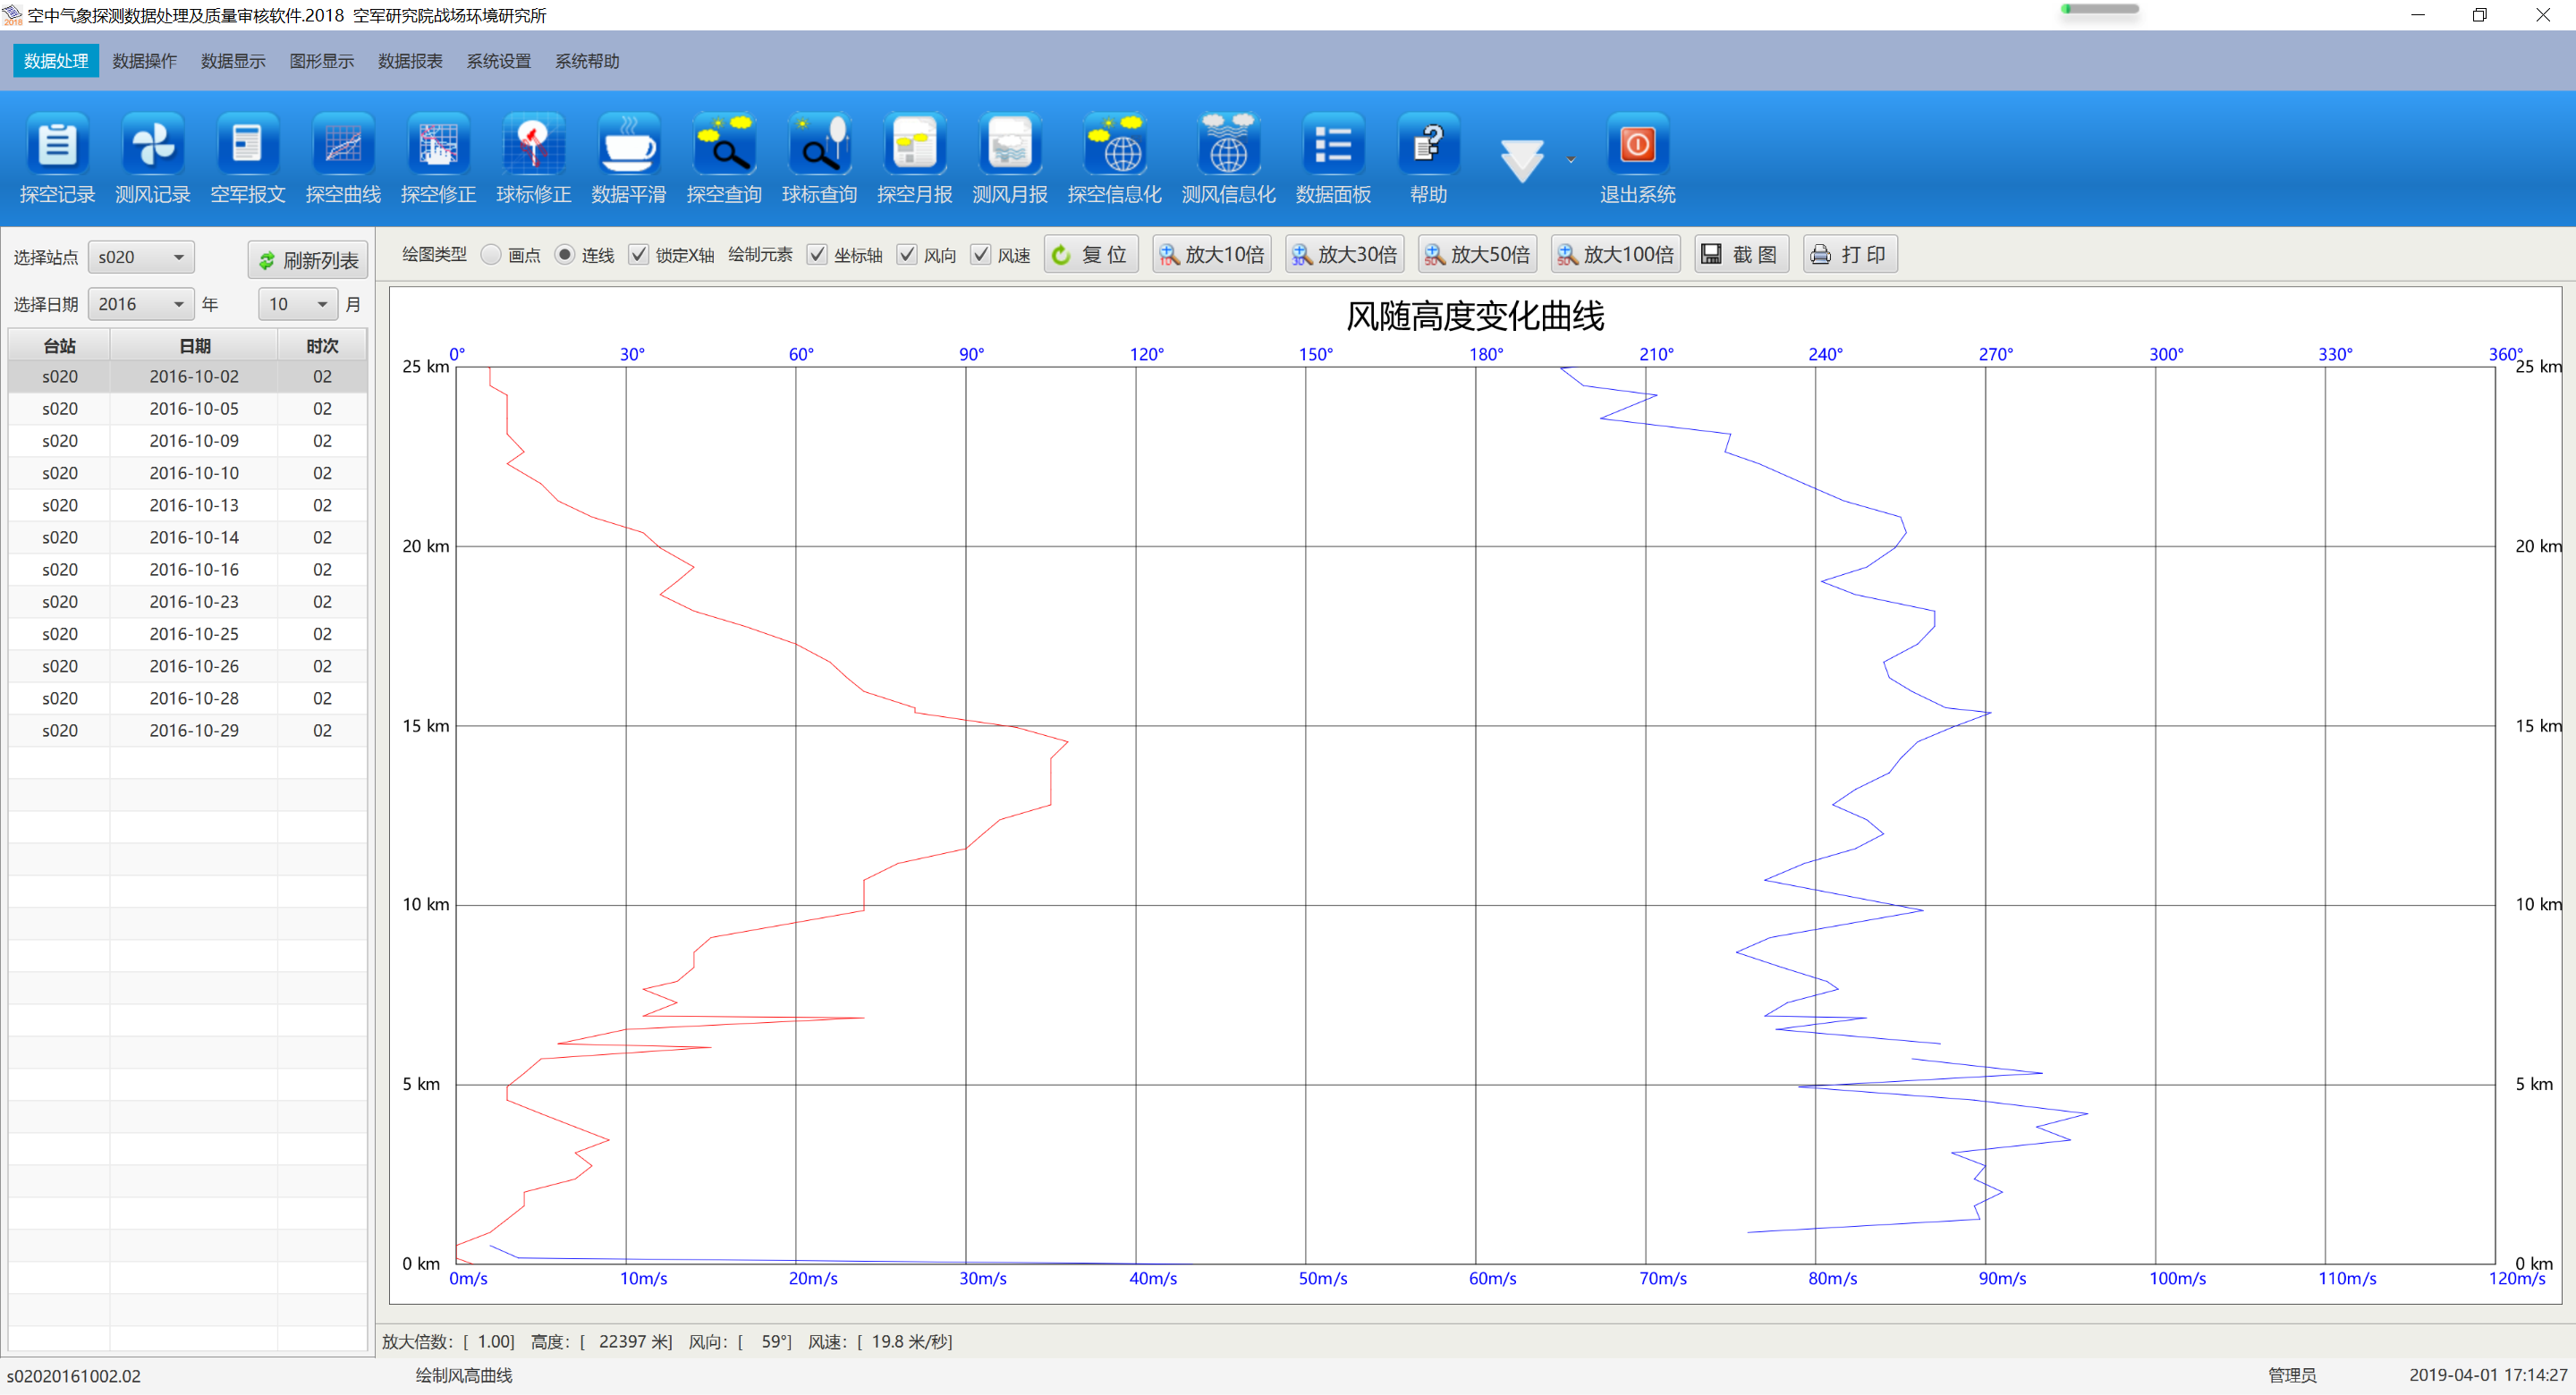 空中气象探测数据处理及质量审核软件.2018 空军研究院战场环境研究所
数据处理 数据操作 数据显示 图形显示 数据报表 系统设置 系统帮助
探空记录 测风记录 空军报文 探空曲线 探空修正 球标修正 数据平滑 探空查询 球标查询 探空月报 测风月报 探空信息化 测风信息化 数据面板 帮助 退出系统
选择站点 s020 刷新列表
选择日期 2016 年 10 月
台站 日期 时次
s020 2016-10-02 02
s020 2016-10-05 02
s020 2016-10-09 02
s020 2016-10-10 02
s020 2016-10-13 02
s020 2016-10-14 02
s020 2016-10-16 02
s020 2016-10-23 02
s020 2016-10-25 02
s020 2016-10-26 02
s020 2016-10-28 02
s020 2016-10-29 02
绘图类型 画点 连线 锁定X轴 绘制元素 坐标轴 风向 风速 复 位 放大10倍 放大30倍 放大50倍 放大100倍 截 图 打 印
风随高度变化曲线
0° 30° 60° 90° 120° 150° 180° 210° 240° 270° 300° 330° 360°
25 km 25 km
20 km 20 km
15 km 15 km
10 km 10 km
5 km 5 km
0 km 0 km
0m/s 10m/s 20m/s 30m/s 40m/s 50m/s 60m/s 70m/s 80m/s 90m/s 100m/s 110m/s 120m/s
放大倍数：[ 1.00] 高度：[ 22397 米] 风向：[ 59°] 风速：[ 19.8 米/秒]
s02020161002.02 绘制风高曲线 管理员 2019-04-01 17:14:27